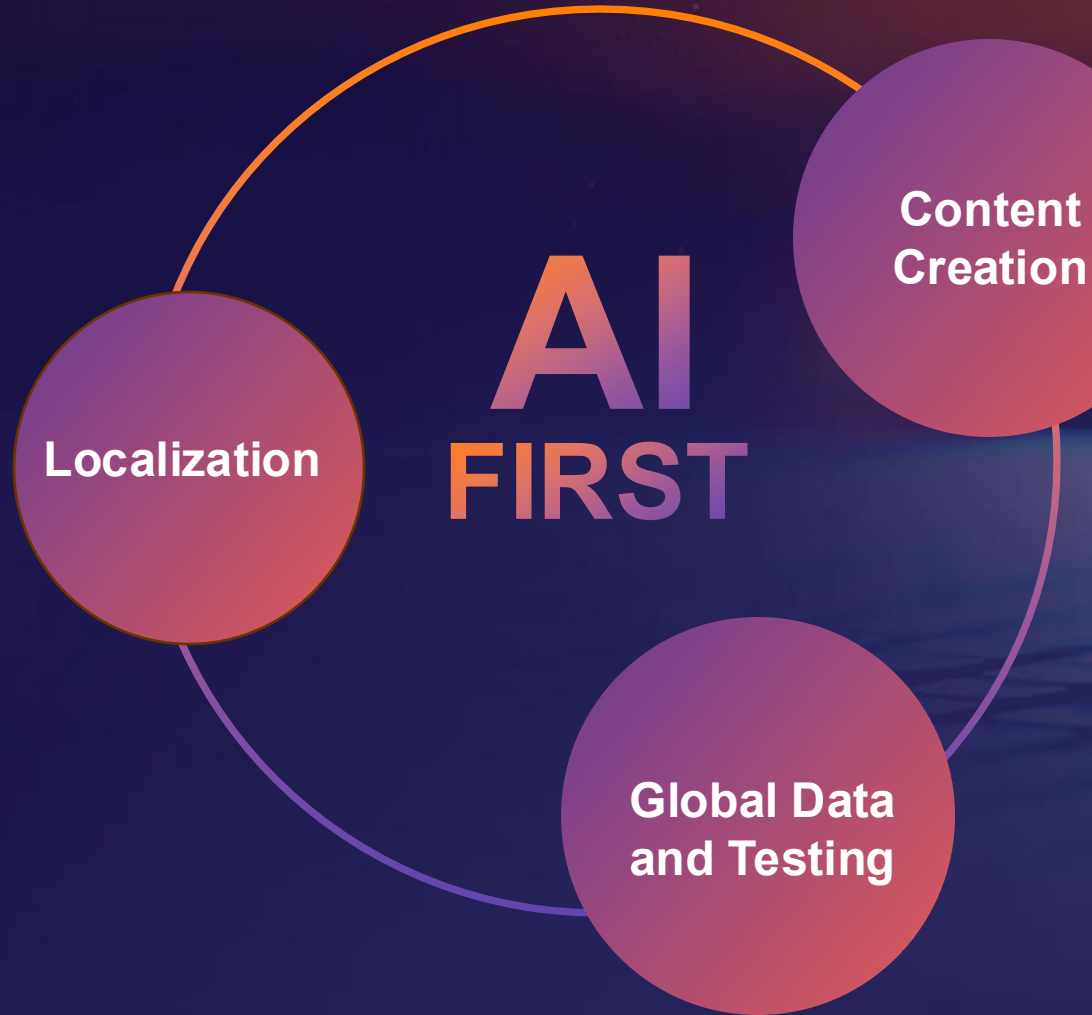 AI
FIRST
Content
Creation
Localization
Global Data
and Testing